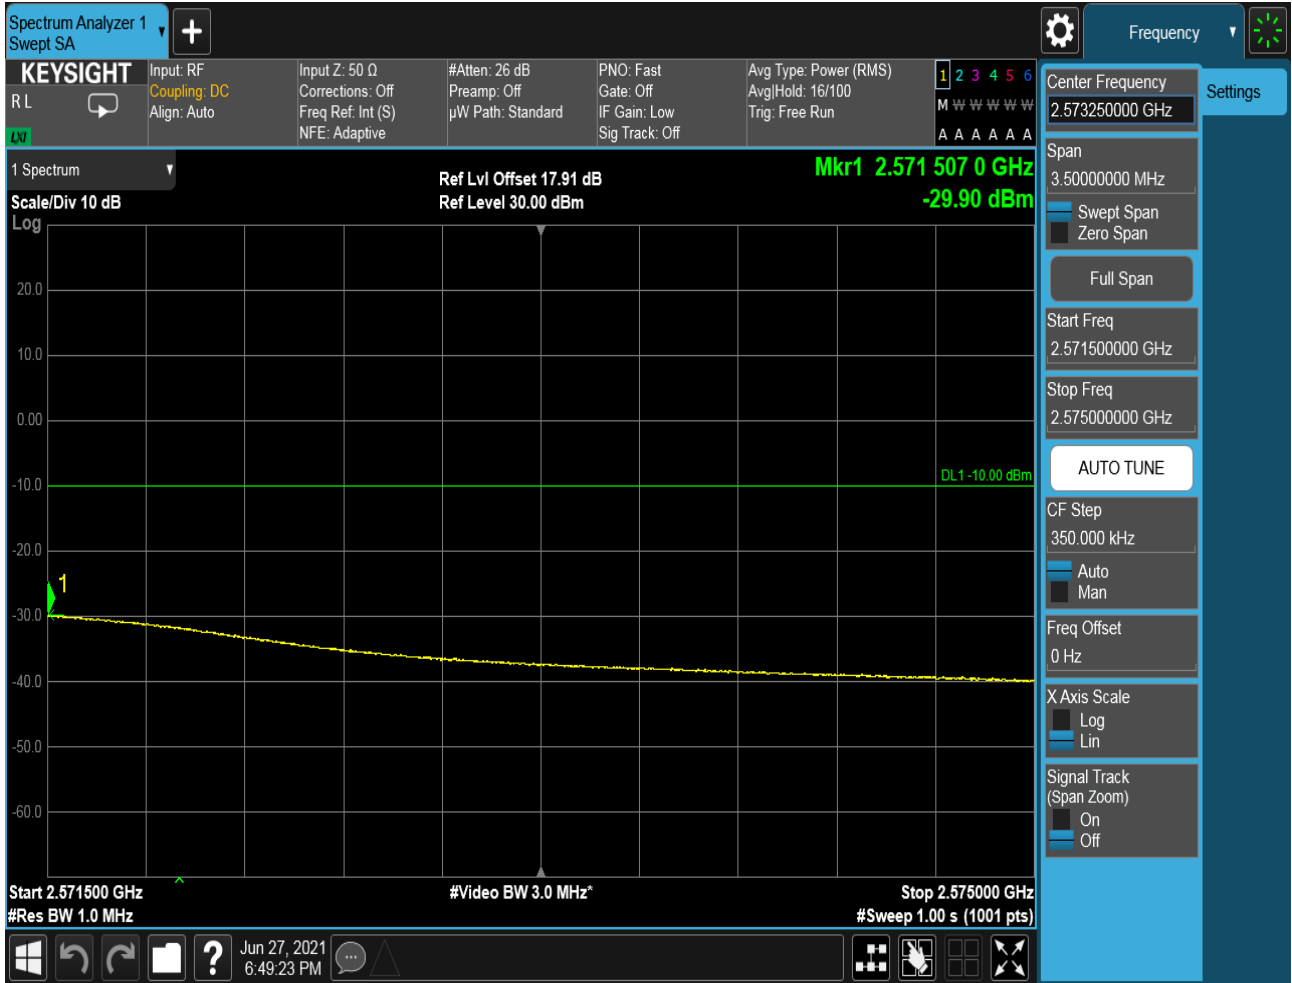 Spectrum Analyzer 1
Swept SA
+
Frequency
KEYSIGHT
R L
LXI
Input: RF
Coupling: DC
Align: Auto
Input Z: 50 Ω
Corrections: Off
Freq Ref: Int (S)
NFE: Adaptive
#Atten: 26 dB
Preamp: Off
µW Path: Standard
PNO: Fast
Gate: Off
IF Gain: Low
Sig Track: Off
Avg Type: Power (RMS)
Avg|Hold: 16/100
Trig: Free Run
1 2 3 4 5 6
M W W W W W
A A A A A A
1 Spectrum
Scale/Div 10 dB
Log
Ref Lvl Offset 17.91 dB
Ref Level 30.00 dBm
Mkr1 2.571 507 0 GHz
-29.90 dBm
20.0
10.0
0.00
-10.0
-20.0
-30.0
-40.0
-50.0
-60.0
DL1 -10.00 dBm
1
Start 2.571500 GHz
#Res BW 1.0 MHz
#Video BW 3.0 MHz*
Stop 2.575000 GHz
#Sweep 1.00 s (1001 pts)
?
Jun 27, 2021
6:49:23 PM
Center Frequency
2.573250000 GHz
Settings
Span
3.50000000 MHz
Swept Span
Zero Span
Full Span
Start Freq
2.571500000 GHz
Stop Freq
2.575000000 GHz
AUTO TUNE
CF Step
350.000 kHz
Auto
Man
Freq Offset
0 Hz
X Axis Scale
Log
Lin
Signal Track
(Span Zoom)
On
Off